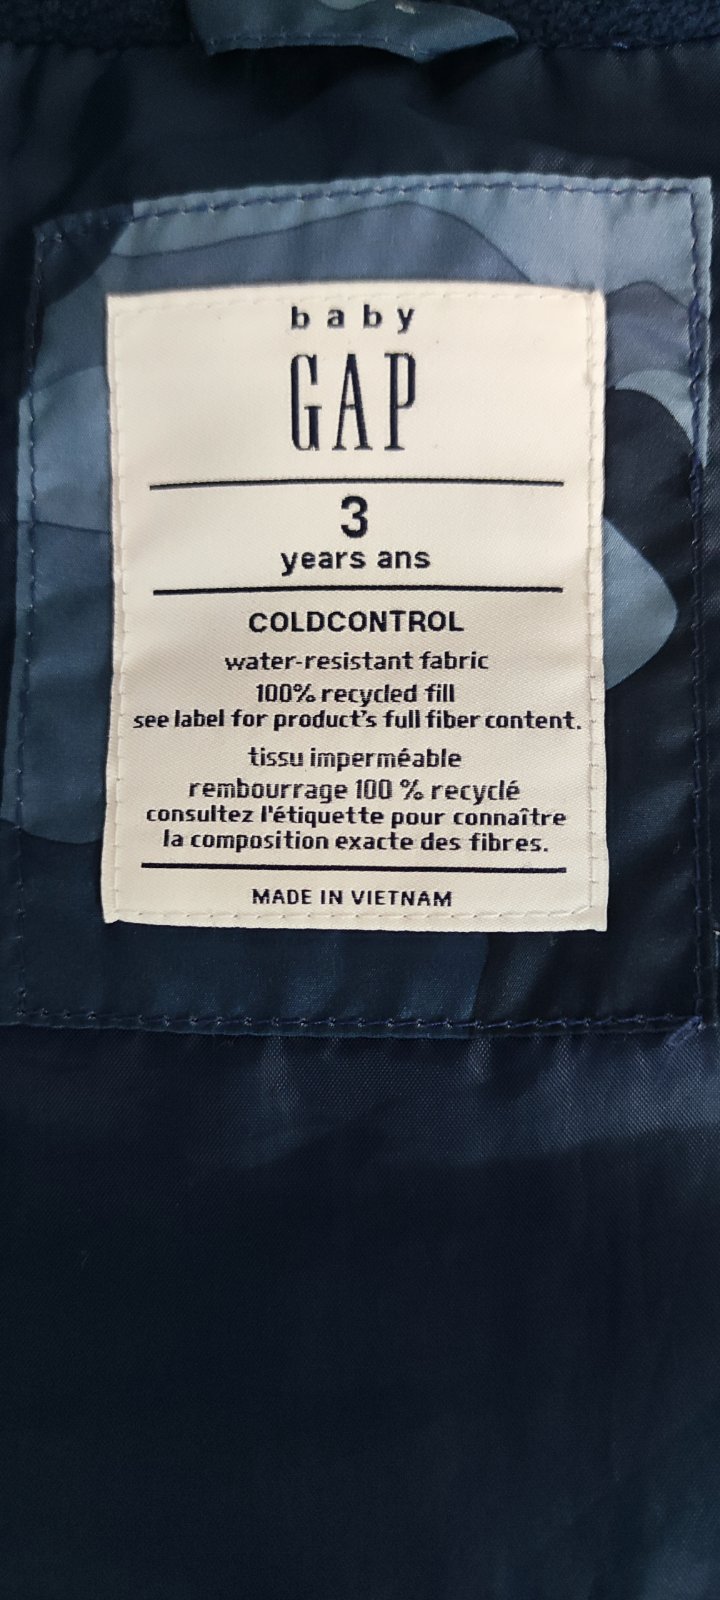 baby
GAP
3
years ans
COLDCONTROL
water-resistant fabric
100% recycled fill
see label for product's full fiber content.
tissu imperméable
rembourrage 100 % recyclé
consultez l'étiquette pour connaître
la composition exacte des fibres.
MADE IN VIETNAM